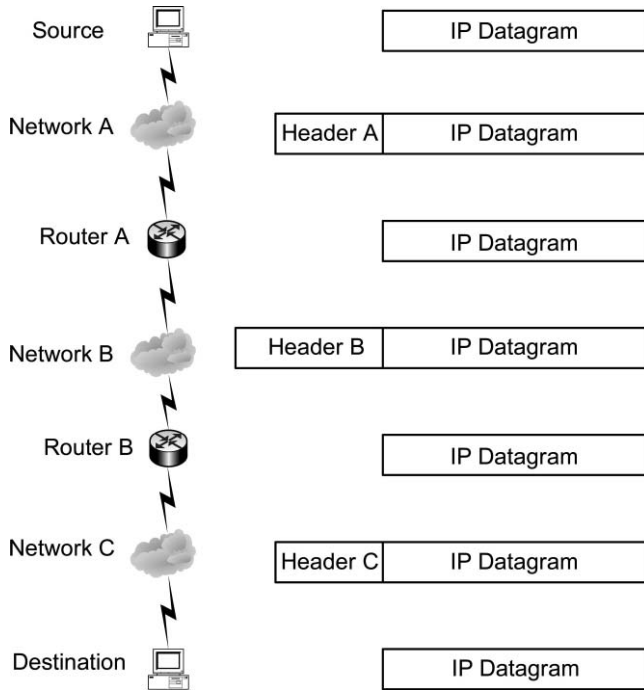 Source IP Datagram
Network A Header A IP Datagram
Router A IP Datagram
Network B Header B IP Datagram
Router B IP Datagram
Network C Header C IP Datagram
Destination IP Datagram